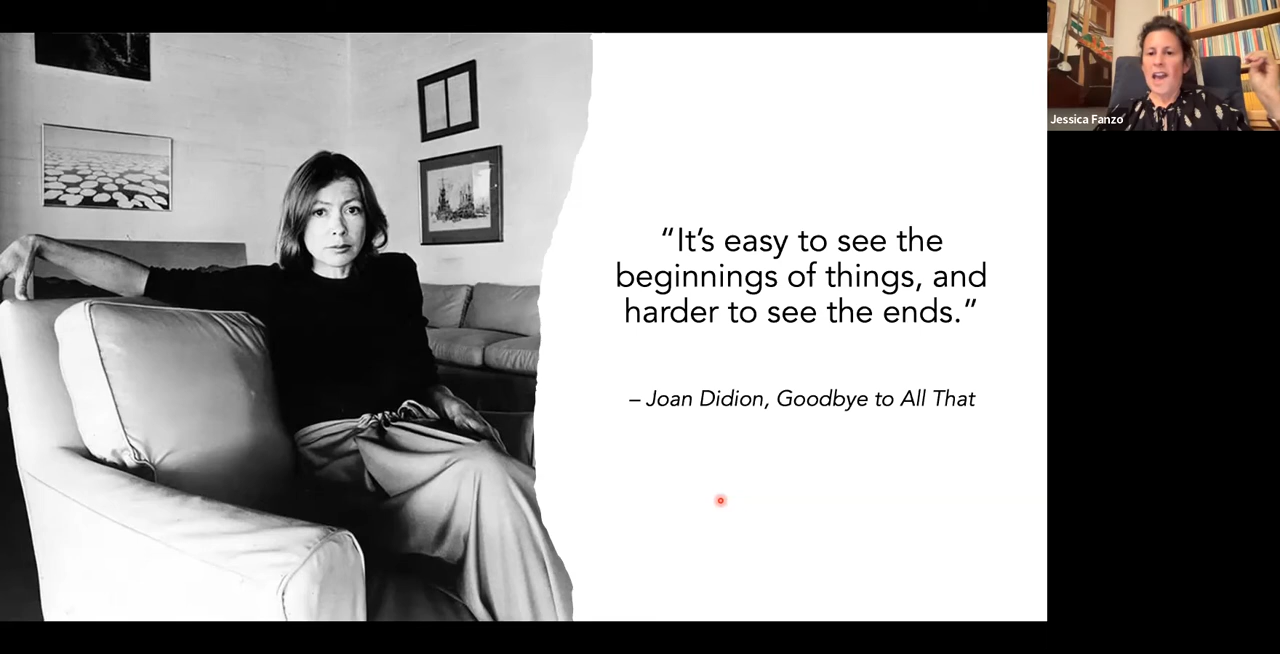 “It’s easy to see the
beginnings of things, and
harder to see the ends.”
– Joan Didion, Goodbye to All That
Jessica Fanzo